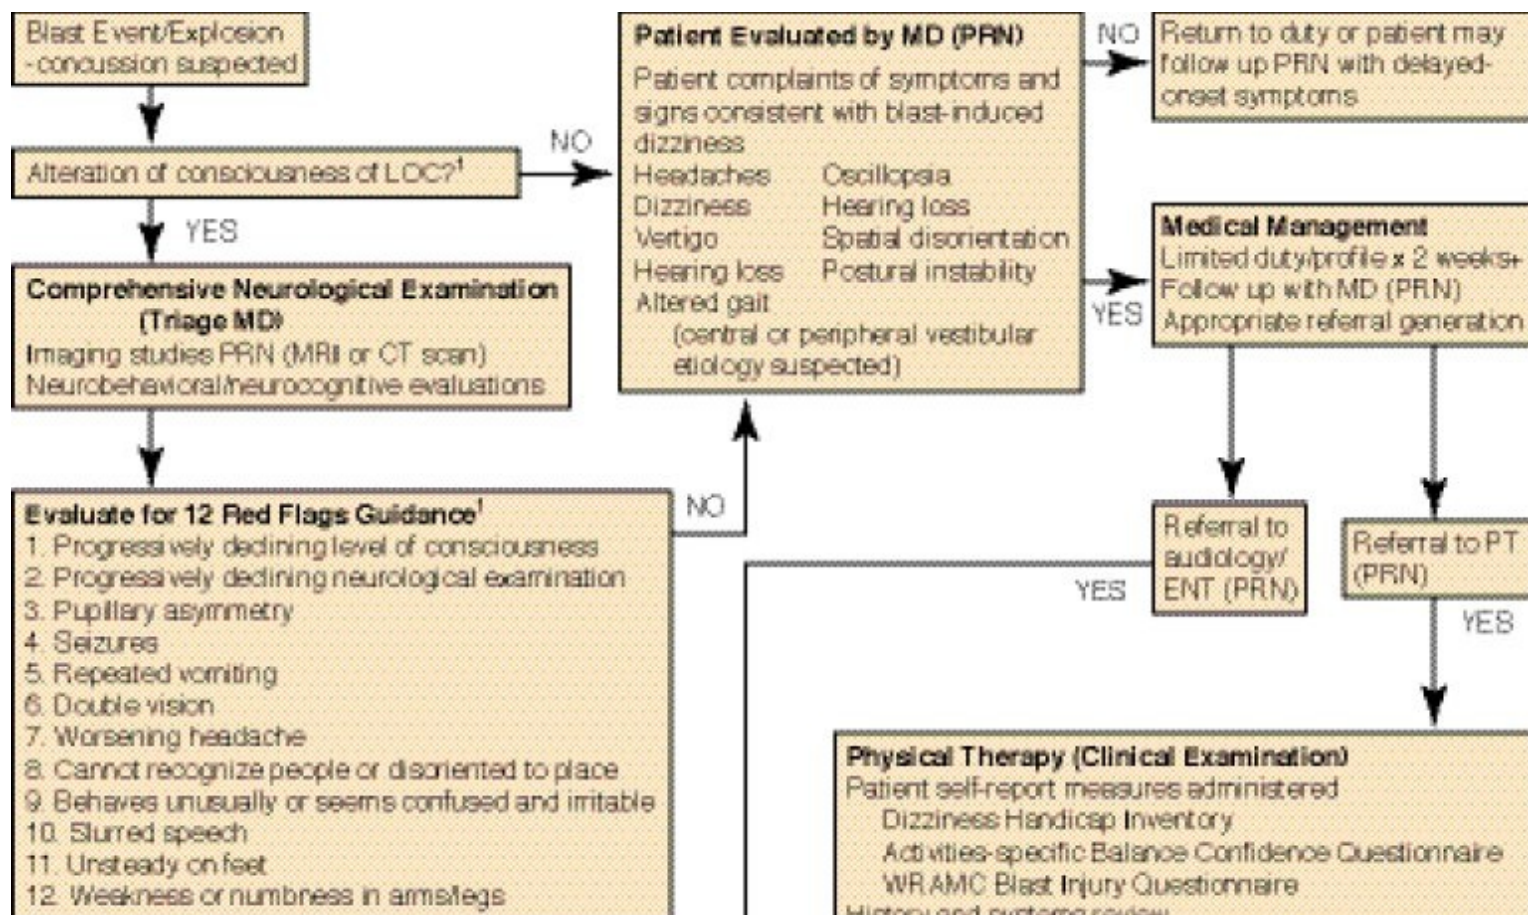 Blast Event/Explosion
-concussion suspected
Alteration of consciousness of LOC?†
NO
YES
Comprehensive Neurological Examination
(Triage MD)
Imaging studies PRN (MRI or CT scan)
Neurobehavioral/neurocognitive evaluations
Evaluate for 12 Red Flags Guidance†
1. Progressively declining level of consciousness
2. Progressively declining neurological examination
3. Pupillary asymmetry
4. Seizures
5. Repeated vomiting
6. Double vision
7. Worsening headache
8. Cannot recognize people or disoriented to place
9. Behaves unusually or seems confused and irritable
10. Slurred speech
11. Unsteady on feet
12. Weakness or numbness in arms/legs
NO
Patient Evaluated by MD (PRN)
Patient complaints of symptoms and
signs consistent with blast-induced
dizziness
Headaches Oscillopsia
Dizziness Hearing loss
Vertigo Spatial disorientation
Hearing loss Postural instability
Altered gait
(central or peripheral vestibular
etiology suspected)
NO
Return to duty or patient may
follow up PRN with delayed-
onset symptoms
YES
Medical Management
Limited duty/profile x 2 weeks+
Follow up with MD (PRN)
Appropriate referral generation
Referral to
audiology/
ENT (PRN)
YES
Referral to PT
(PRN)
YES
Physical Therapy (Clinical Examination)
Patient self-report measures administered
Dizziness Handicap Inventory
Activities-specific Balance Confidence Questionnaire
WRAMC Blast Injury Questionnaire
History and systems review